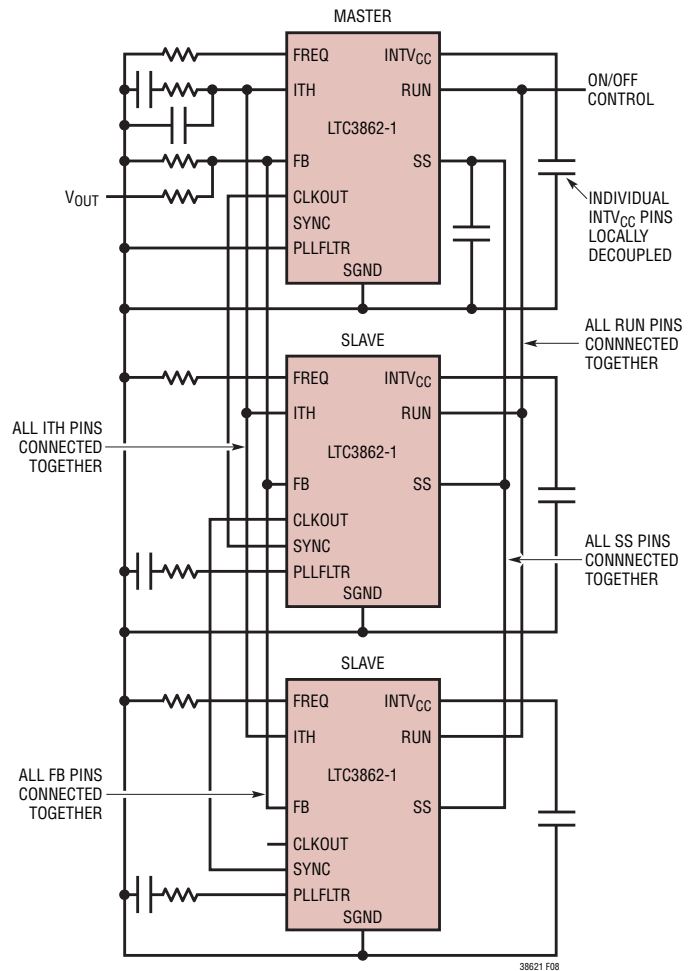 MASTER
FREQ
ITH
FB
CLKOUT
SYNC
PLLFLTR
SGND
LTC3862-1
INTVCC
RUN
SS
VOUT
ON/OFF
CONTROL
INDIVIDUAL
INTVCC PINS
LOCALLY
DECOUPLED
ALL RUN PINS
CONNNECTED
TOGETHER
SLAVE
FREQ
ITH
FB
CLKOUT
SYNC
PLLFLTR
SGND
LTC3862-1
INTVCC
RUN
SS
ALL ITH PINS
CONNECTED
TOGETHER
ALL SS PINS
CONNNECTED
TOGETHER
SLAVE
FREQ
ITH
FB
CLKOUT
SYNC
PLLFLTR
SGND
LTC3862-1
INTVCC
RUN
SS
ALL FB PINS
CONNECTED
TOGETHER
38621 F08